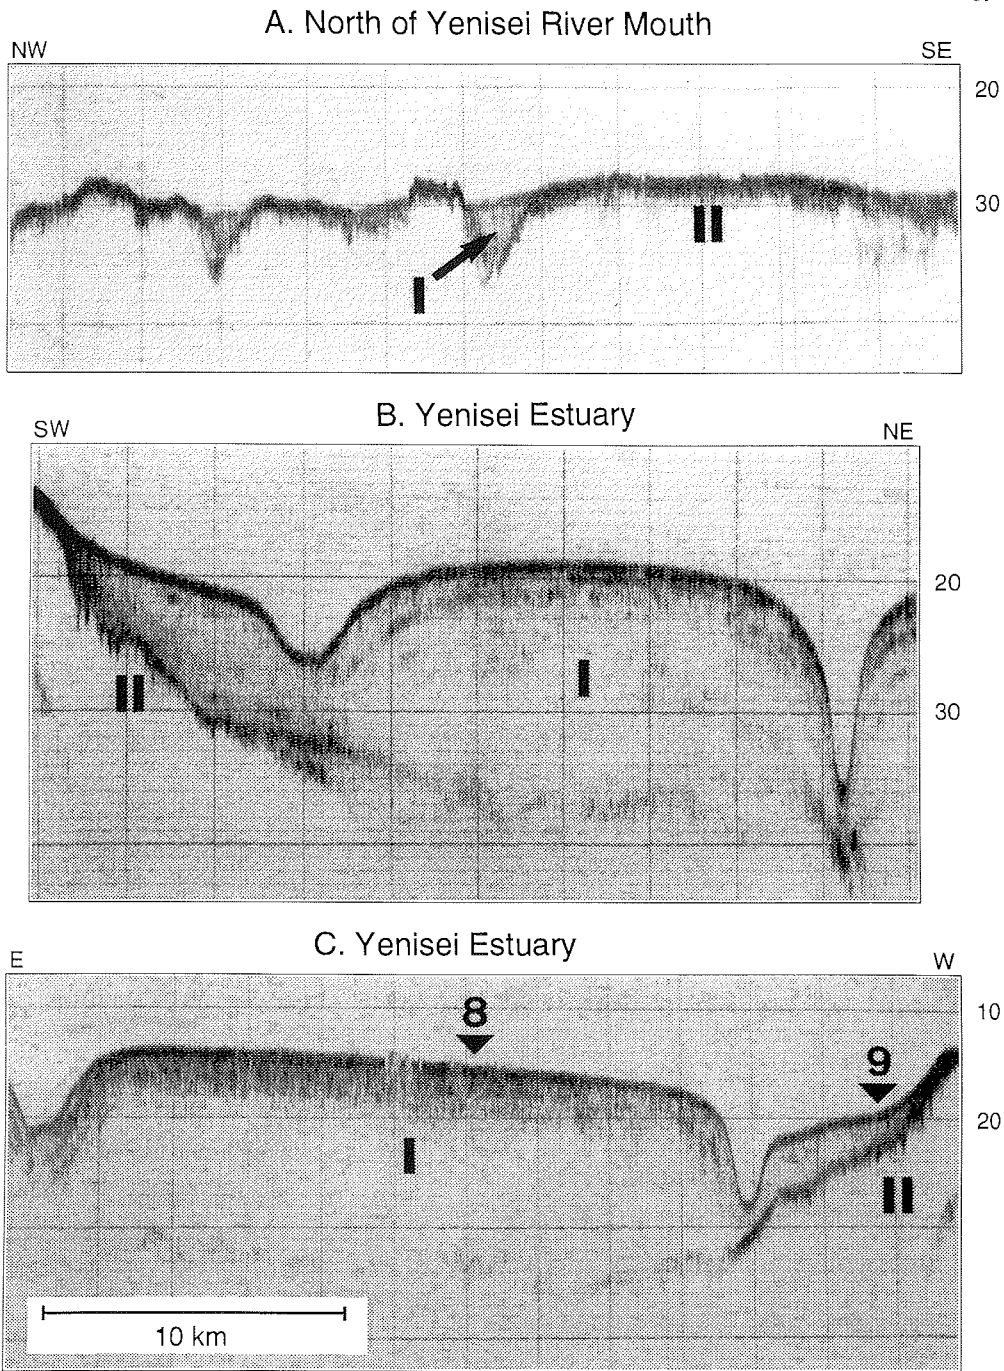 A. North of Yenisei River Mouth
NW
SE
20
30
II
I
B. Yenisei Estuary
SW
NE
20
II
I
30
C. Yenisei Estuary
E
W
8
10
9
20
I
II
10 km